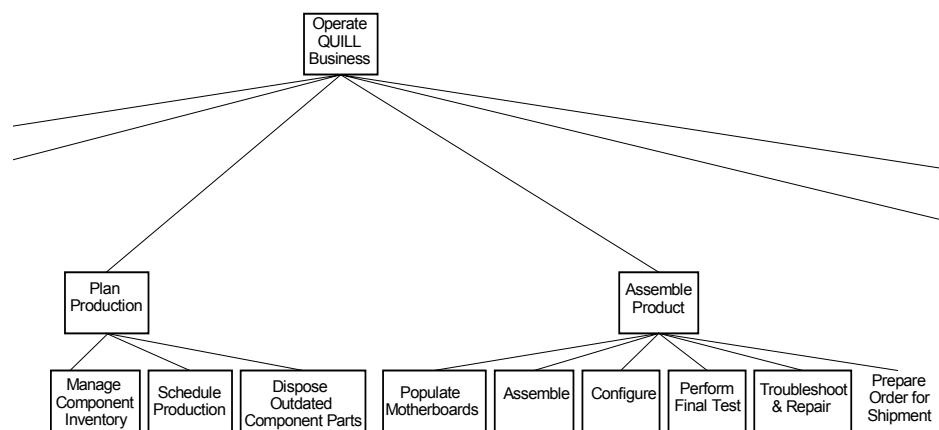 Operate
QUILL
Business
Plan
Production
Assemble
Product
Manage
Component
Inventory
Schedule
Production
Dispose
Outdated
Component Parts
Populate
Motherboards
Assemble
Configure
Perform
Final Test
Troubleshoot
& Repair
Prepare
Order for
Shipment